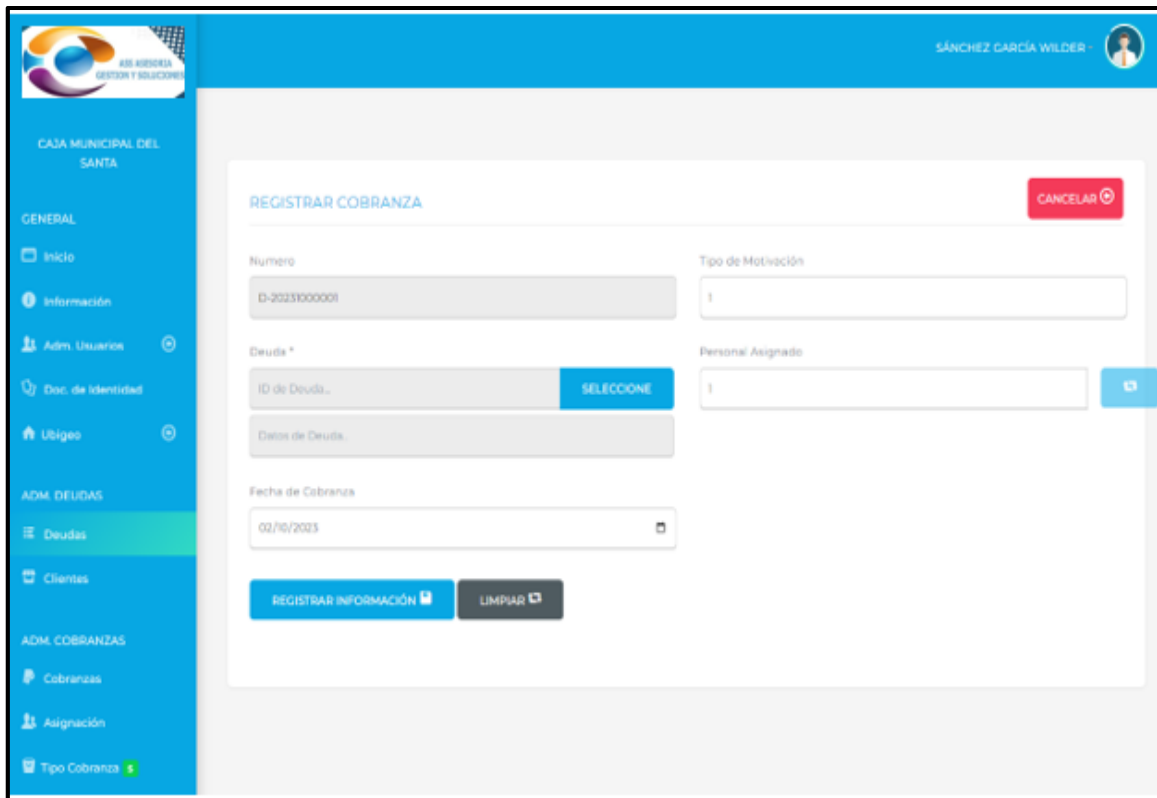 ASS ASESORIA
GESTION Y SOLUCIONES
SÁNCHEZ GARCÍA WILDER -
CAJA MUNICIPAL DEL
SANTA
GENERAL
Inicio
Información
Adm. Usuarios
Doc. de Identidad
Ubigeo
ADM. DEUDAS
Deudas
Clientes
ADM. COBRANZAS
Cobranzas
Asignación
Tipo Cobranza 5
REGISTRAR COBRANZA
CANCELAR
Numero
Tipo de Motivación
D-20231000001
1
Deuda *
Personal Asignado
ID de Deuda...
SELECCIONE
1
Datos de Deuda..
Fecha de Cobranza
02/10/2023
REGISTRAR INFORMACIÓN
LIMPIAR